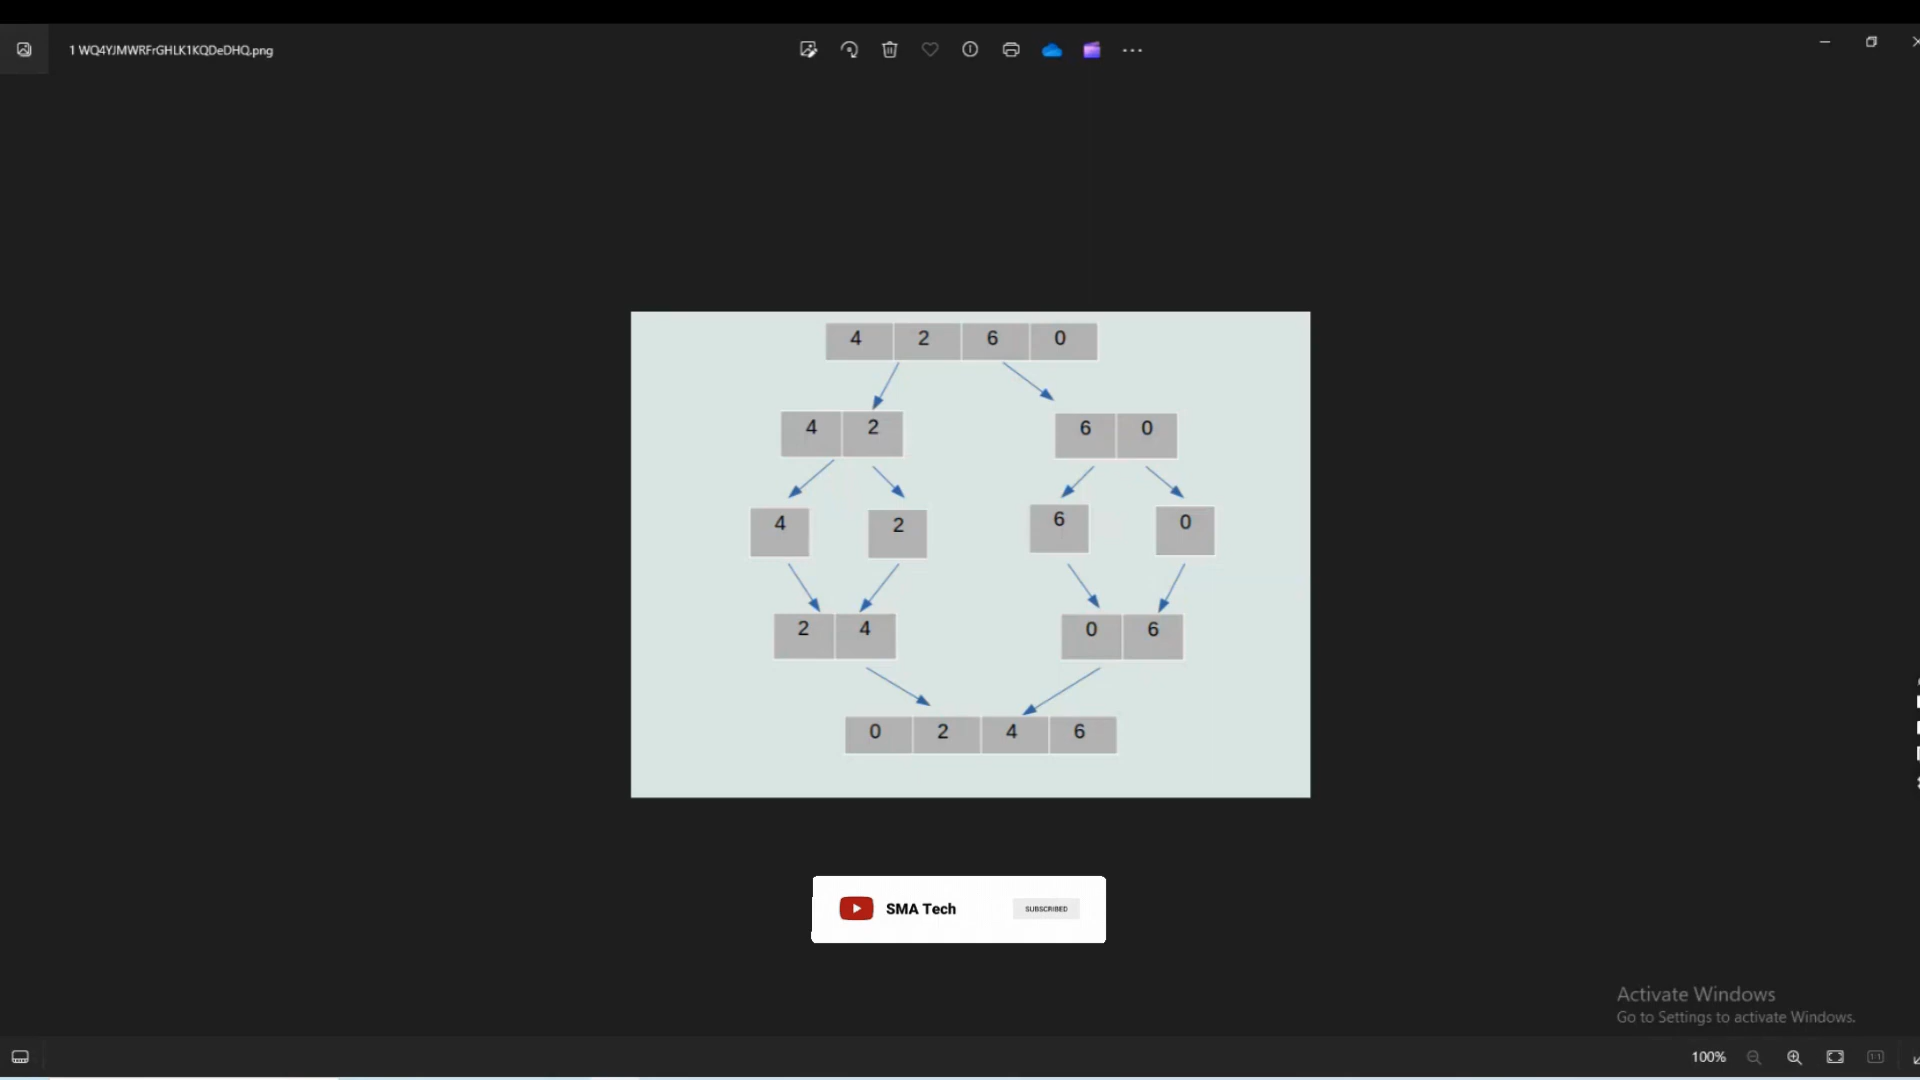 1 WQ4YJMWRFrGHLK1KQDeDHQ.png
4 2 6 0
4 2 6 0
4 2 6 0
2 4 0 6
0 2 4 6
SMA Tech SUBSCRIBED
Activate Windows
Go to Settings to activate Windows.
100%